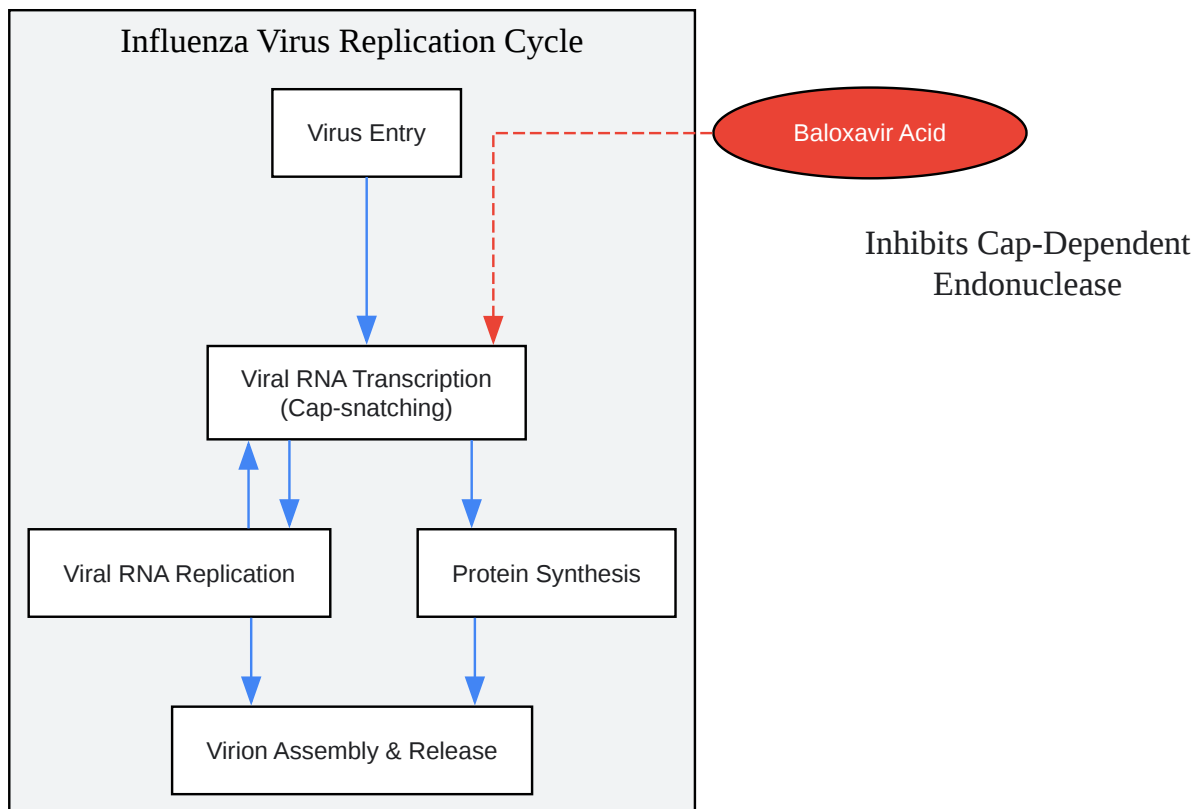 Influenza Virus Replication Cycle
Virus Entry
Baloxavir Acid
Inhibits Cap-Dependent
Endonuclease
Viral RNA Transcription
(Cap-snatching)
Viral RNA Replication
Protein Synthesis
Virion Assembly & Release